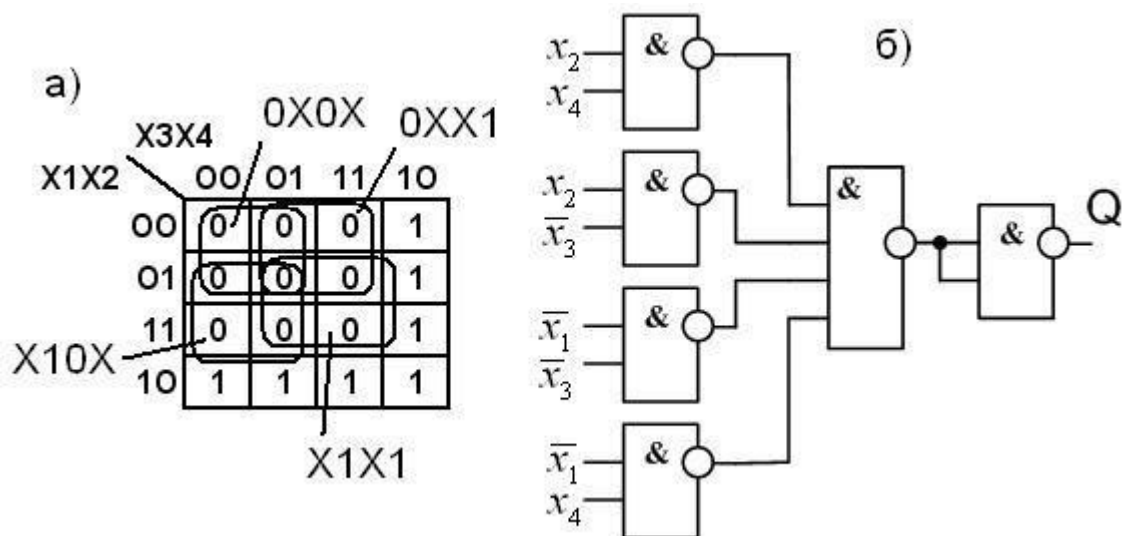 а)
0X0X
0XX1
X3X4
X1X2
00 01 11 10
00 0 0 0 1
01 0 0 0 1
11 0 0 0 1
10 1 1 1 1
X10X
X1X1
б)
x₂
x₄
&
x₂
x̅₃
&
x̅₁
x̅₃
&
x̅₁
x₄
&
&
&
Q